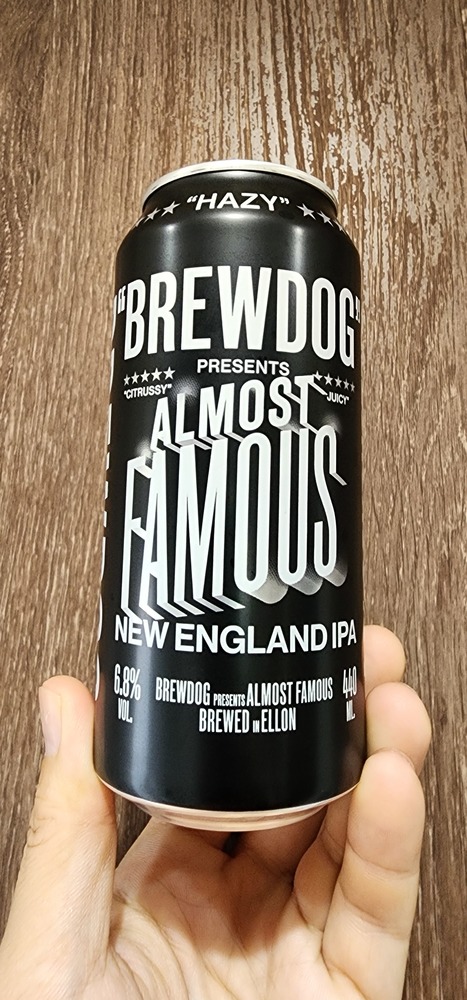 ★★★ "HAZY" ★★★
"BREWDOG"
PRESENTS
★★★★★ ★★★★★
"CITRUSSY" "JUICY"
ALMOST
FAMOUS
NEW ENGLAND IPA
6.8% BREWDOG PRESENTS ALMOST FAMOUS 440
VOL. BREWED IN ELLON ML.